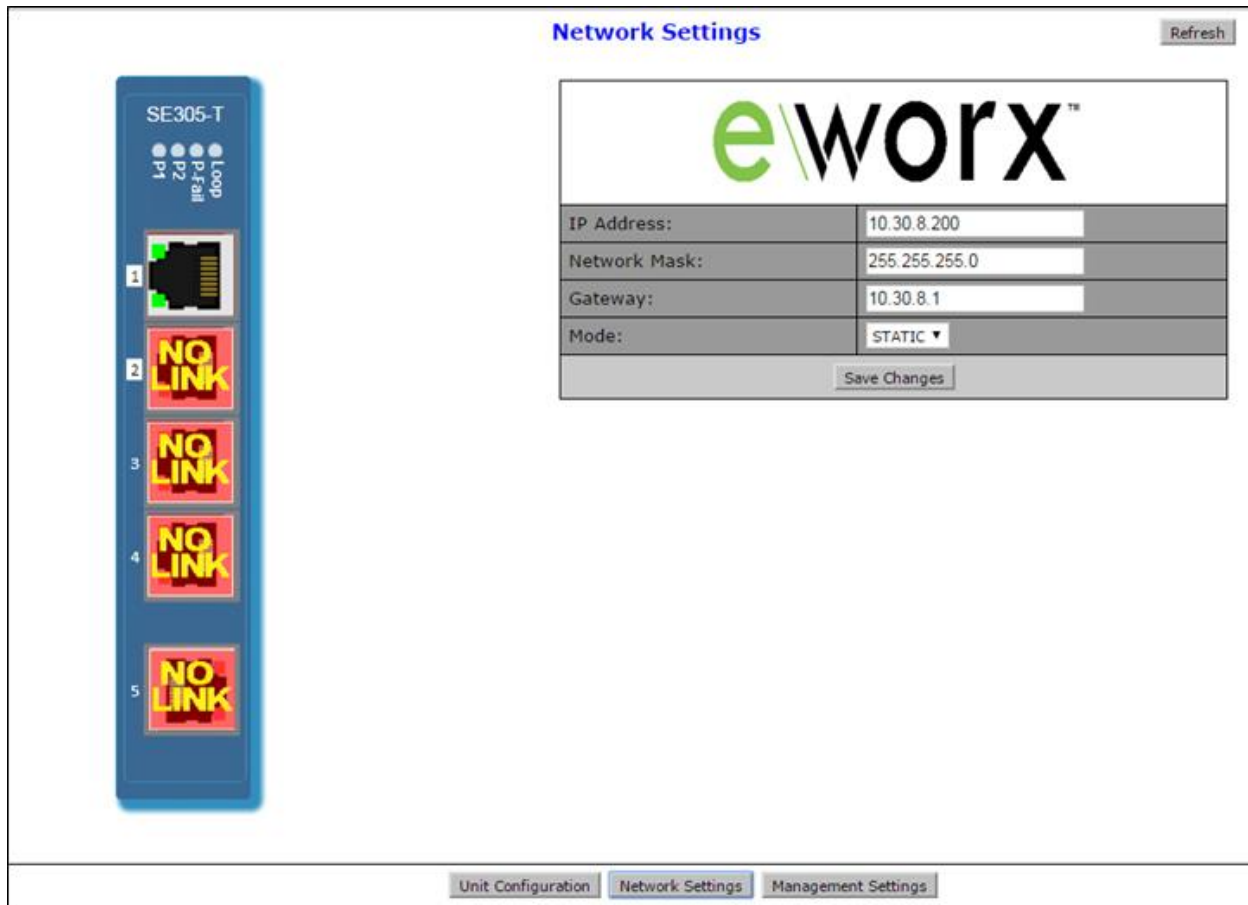 Network Settings
Refresh
SE305-T
P1
P2
P-Fail
Loop
1
2
3
4
5
NO
LINK
NO
LINK
NO
LINK
NO
LINK
e\worx™
IP Address: 10.30.8.200
Network Mask: 255.255.255.0
Gateway: 10.30.8.1
Mode: STATIC
Save Changes
Unit Configuration Network Settings Management Settings